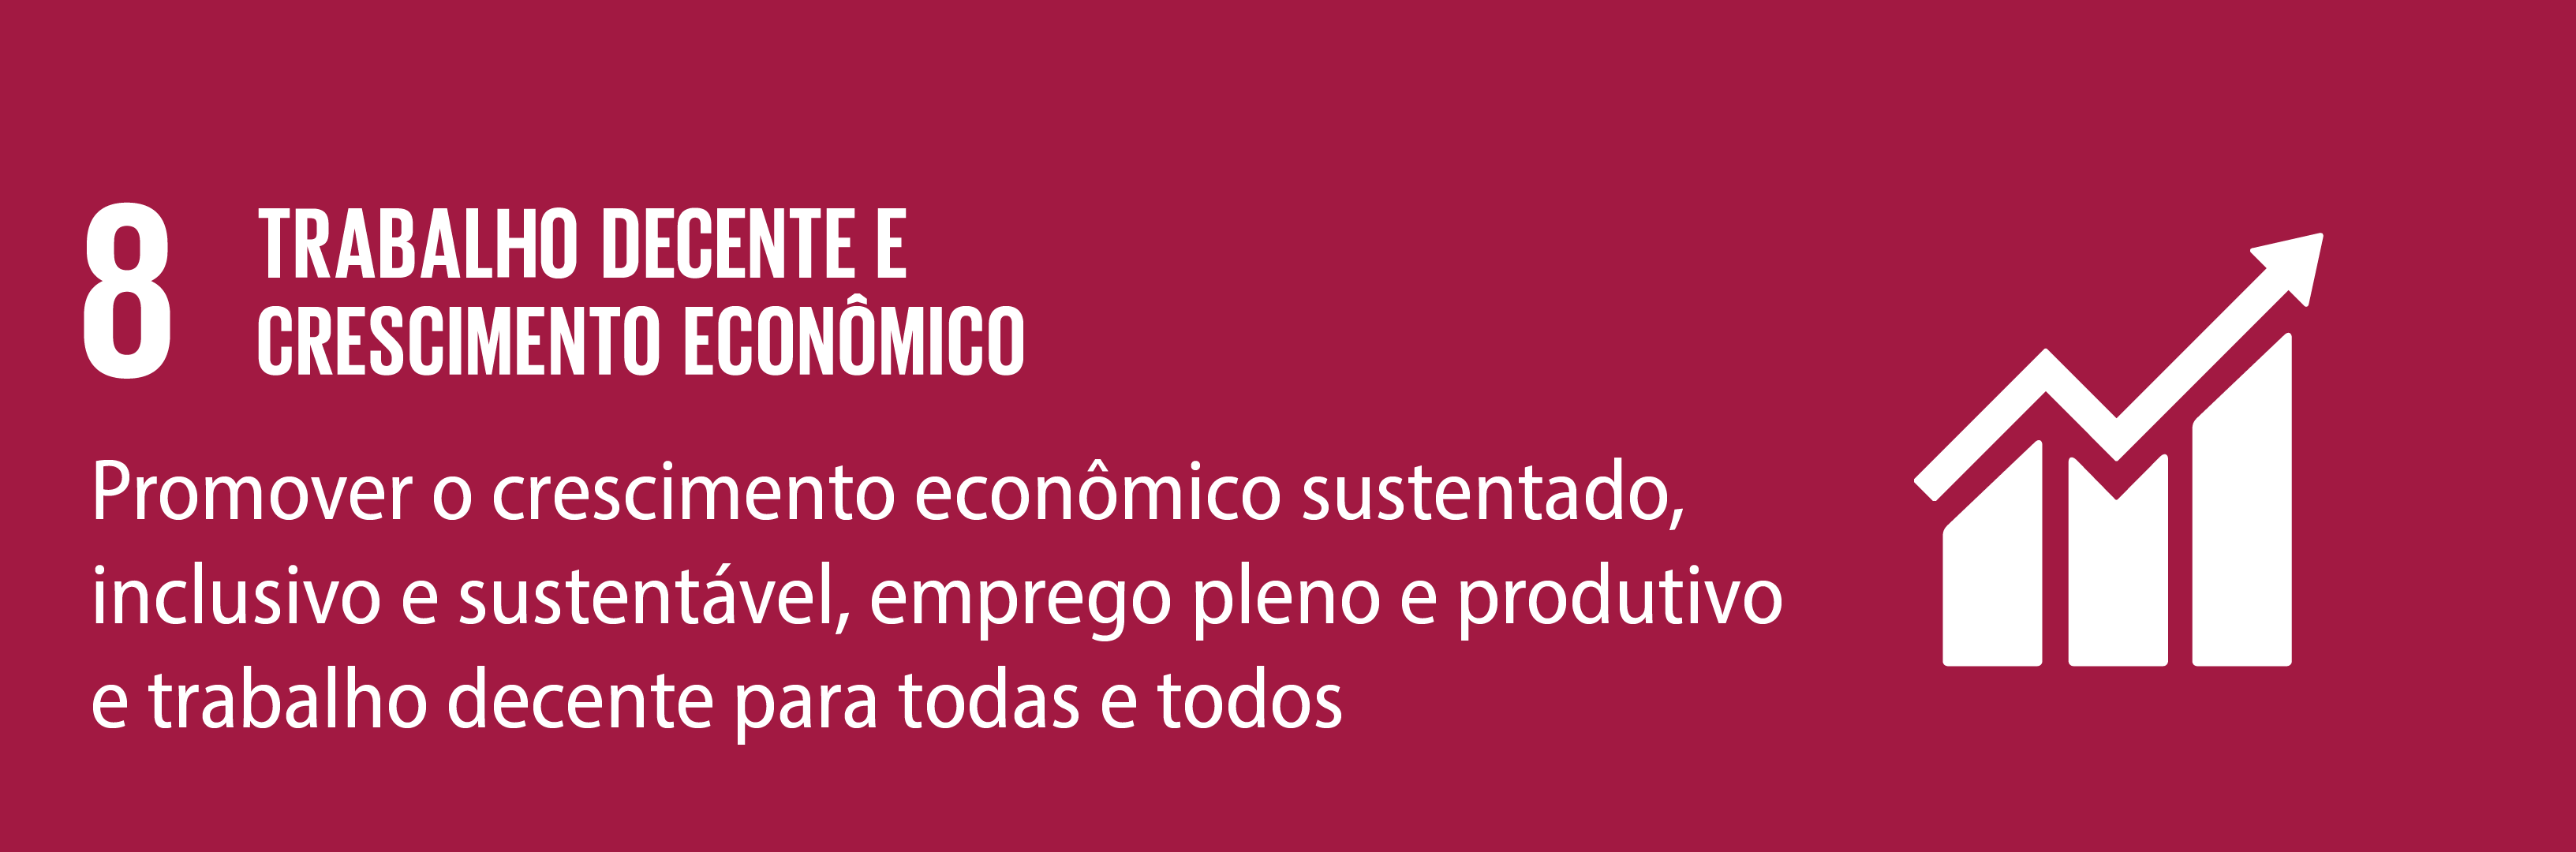 8
TRABALHO DECENTE E
CRESCIMENTO ECONÔMICO
Promover o crescimento econômico sustentado,
inclusivo e sustentável, emprego pleno e produtivo
e trabalho decente para todas e todos